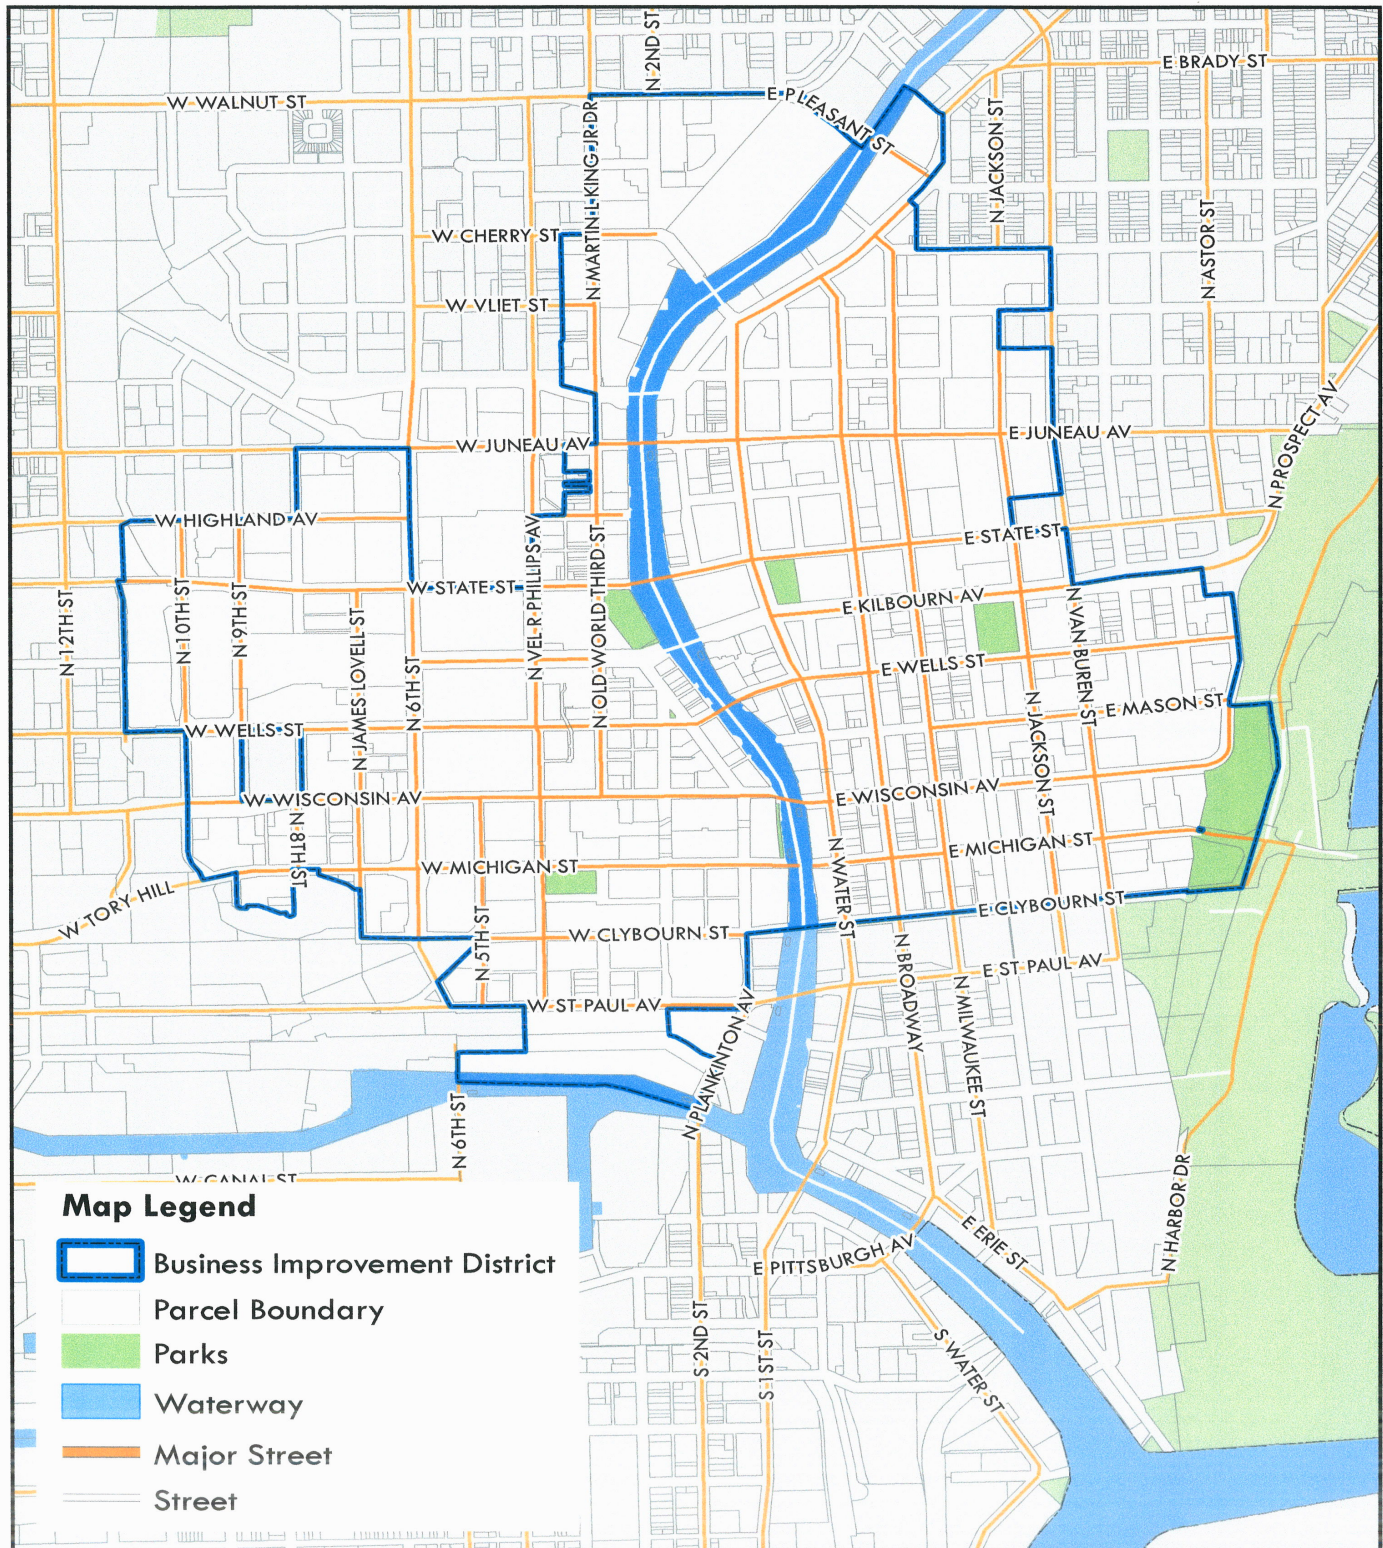 N 2ND ST
E BRADY ST
W WALNUT ST
E PLEASANT ST
N JACKSON ST
N MARTIN L KING JR DR
W CHERRY ST
N ASTOR ST
W VLIET ST
N PROSPECT AV
W JUNEAU AV
E JUNEAU AV
W HIGHLAND AV
E STATE ST
N VEL R PHILLIPS AV
N OLD WORLD THIRD ST
W STATE ST
N 12TH ST
N 10TH ST
N 9TH ST
N JAMES LOVELL ST
N 6TH ST
E KILBOURN AV
N VAN BUREN ST
E WELLS ST
E MASON ST
N JACKSON ST
W WELLS ST
W WISCONSIN AV
E WISCONSIN AV
N 8TH ST
W MICHIGAN ST
N WATER ST
E MICHIGAN ST
W TORY HILL
N 5TH ST
W CLYBOURN ST
E CLYBOURN ST
N BROADWAY
E ST PAUL AV
N MILWAUKEE ST
W ST PAUL AV
N PLANKINTON AV
N 6TH ST
W CANAL ST
N HARBOR DR
E ERIE ST
E PITTSBURGH AV
S 2ND ST
S 1ST ST
S WATER ST
Map Legend
Business Improvement District
Parcel Boundary
Parks
Waterway
Major Street
Street